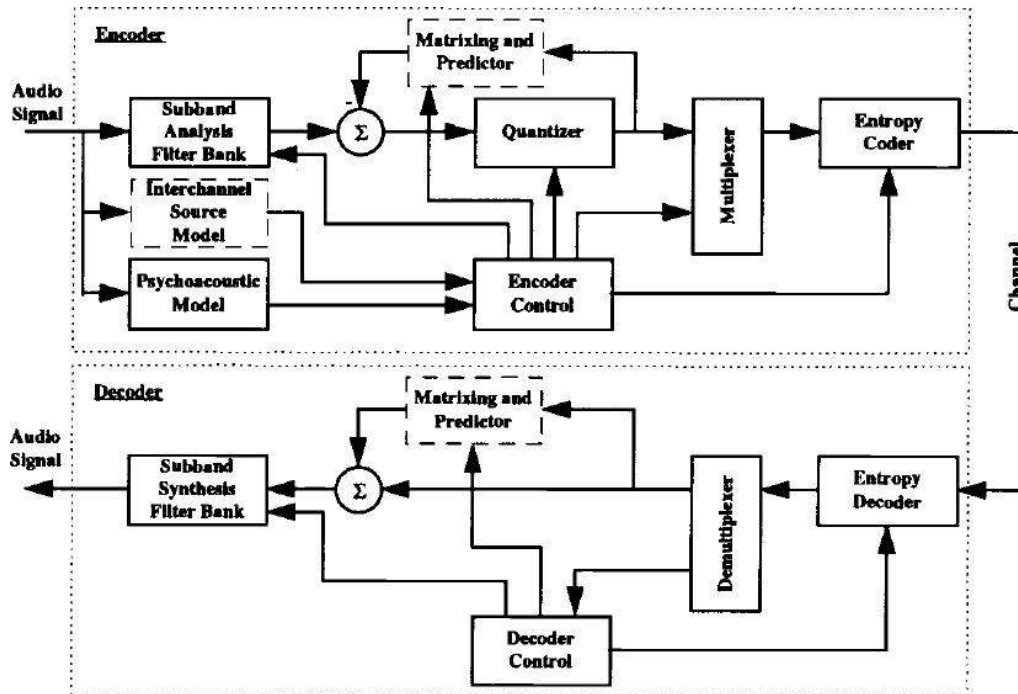 Encoder
Matrixing and
Predictor
Audio
Signal
Subband
Analysis
Filter Bank
Σ
Quantizer
Multiplexer
Entropy
Coder
Interchannel
Source
Model
Psychoacoustic
Model
Encoder
Control
Channel
Decoder
Matrixing and
Predictor
Audio
Signal
Subband
Synthesis
Filter Bank
Σ
Demultiplexer
Entropy
Decoder
Decoder
Control